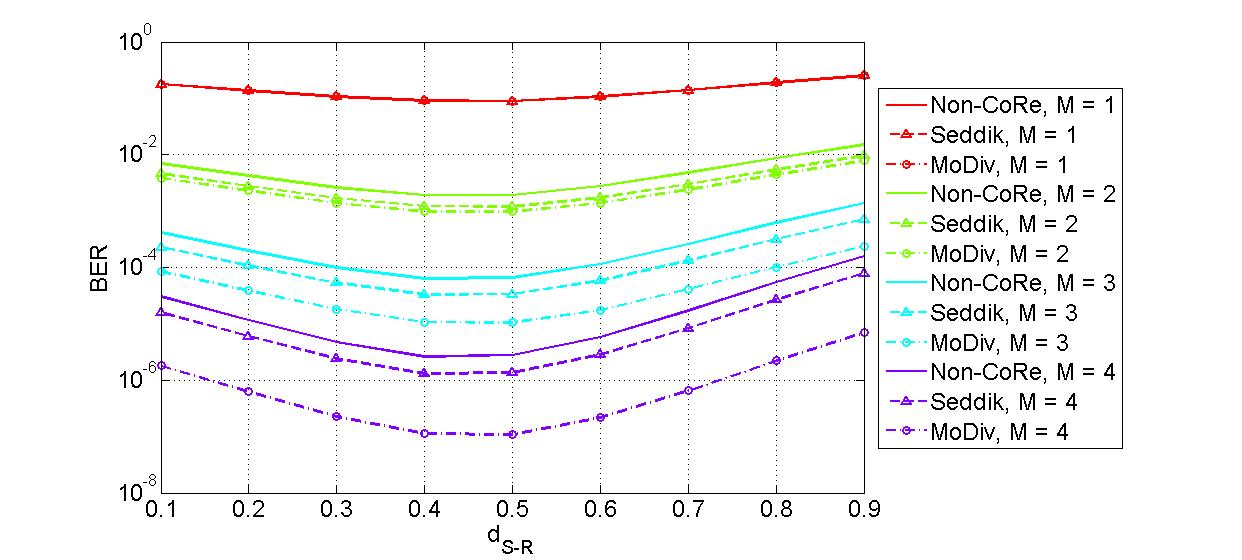 10^0
10^-2
10^-4
10^-6
10^-8
BER
0.1 0.2 0.3 0.4 0.5 0.6 0.7 0.8 0.9
d_S-R
Non-CoRe, M = 1
Seddik, M = 1
MoDiv, M = 1
Non-CoRe, M = 2
Seddik, M = 2
MoDiv, M = 2
Non-CoRe, M = 3
Seddik, M = 3
MoDiv, M = 3
Non-CoRe, M = 4
Seddik, M = 4
MoDiv, M = 4